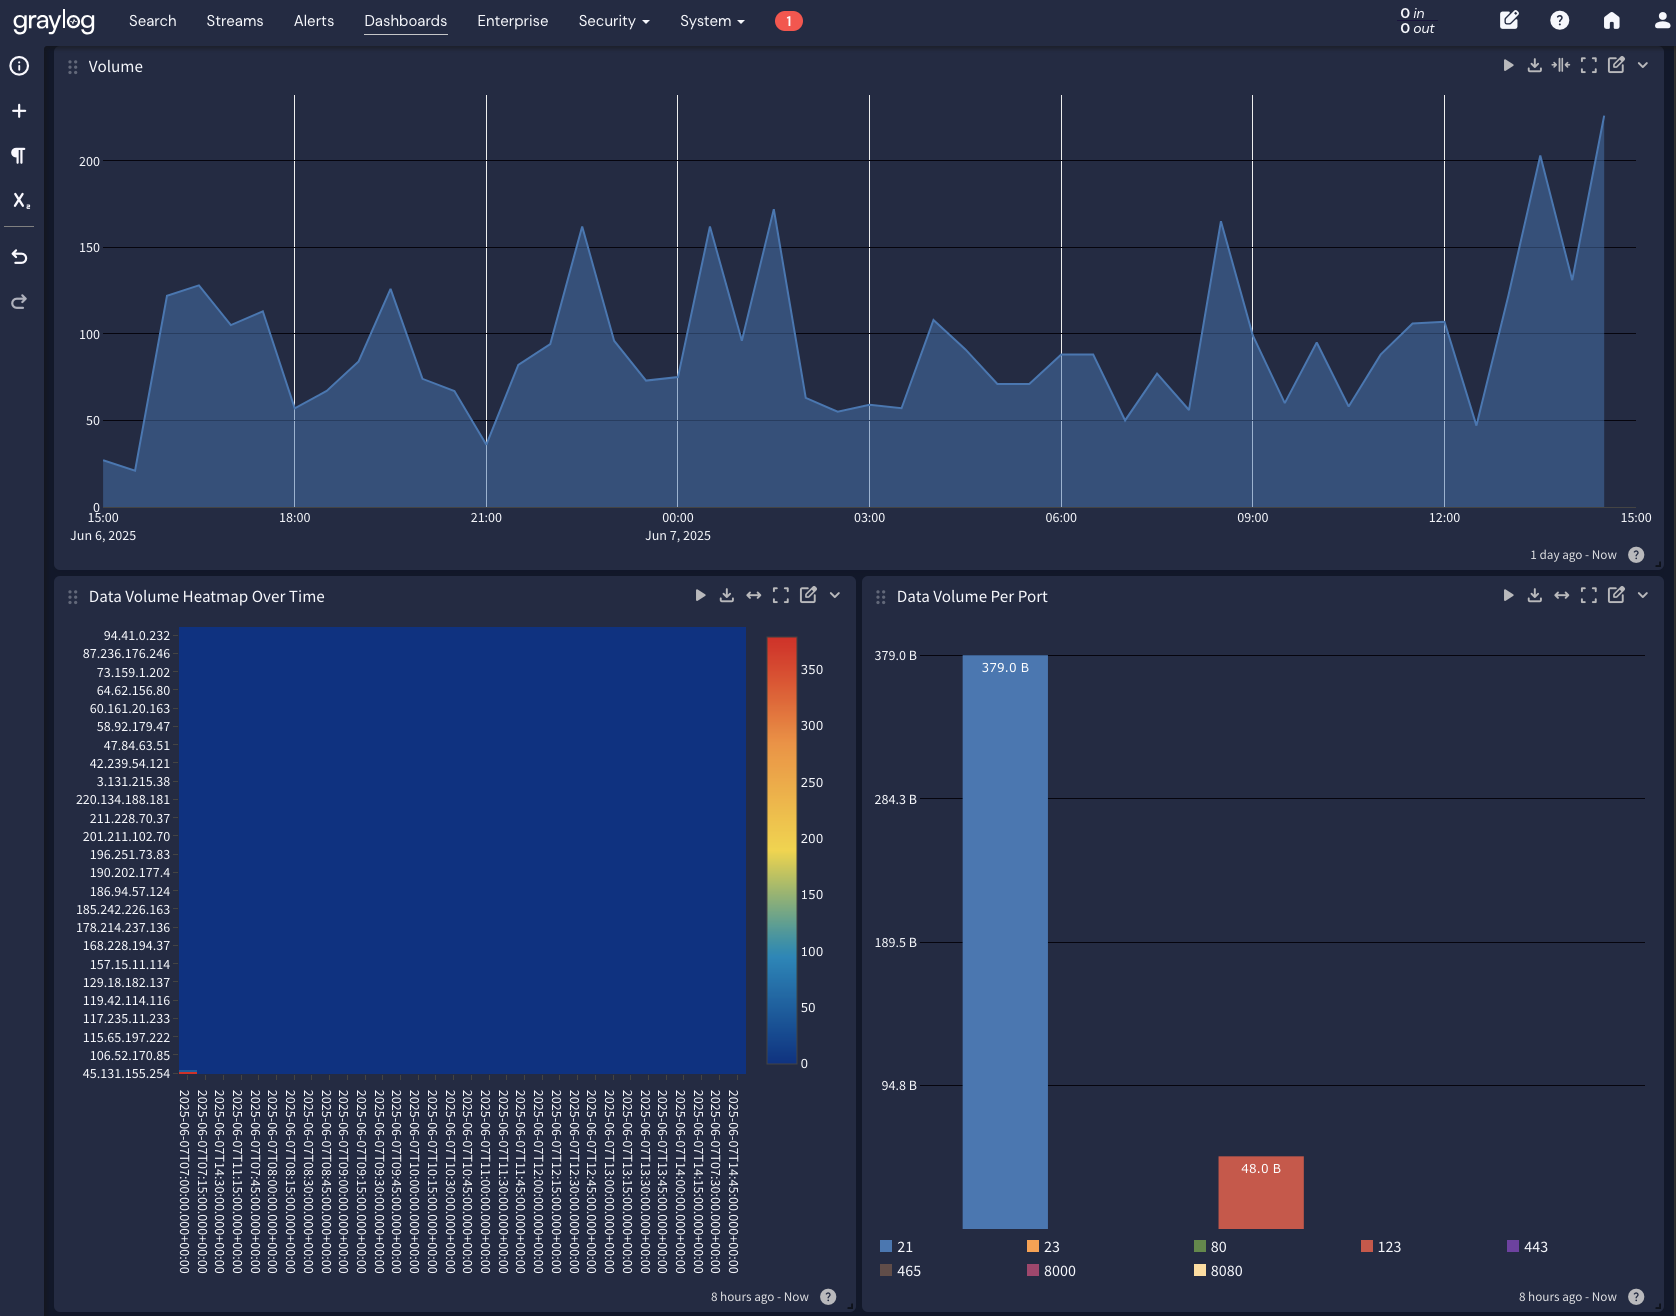 graylog Search Streams Alerts Dashboards Enterprise Security System 1 0 in
0 out
Volume
200
150
100
50
0
15:00 18:00 21:00 00:00 03:00 06:00 09:00 12:00 15:00
Jun 6, 2025 Jun 7, 2025
1 day ago - Now
Data Volume Heatmap Over Time
94.41.0.232
87.236.176.246
73.159.1.202
64.62.156.80
60.161.20.163
58.92.179.47
47.84.63.51
42.239.54.121
3.131.215.38
220.134.188.181
211.228.70.37
201.211.102.70
196.251.73.83
190.202.177.4
186.94.57.124
185.242.226.163
178.214.237.136
168.228.194.37
157.15.11.114
129.18.182.137
119.42.114.116
117.235.11.233
115.65.197.222
106.52.170.85
45.131.155.254
350
300
250
200
150
100
50
0
2025-06-07T07:00:00.000+00:00
2025-06-07T07:15:00.000+00:00
2025-06-07T14:30:00.000+00:00
2025-06-07T11:15:00.000+00:00
2025-06-07T07:45:00.000+00:00
2025-06-07T08:00:00.000+00:00
2025-06-07T08:15:00.000+00:00
2025-06-07T08:30:00.000+00:00
2025-06-07T08:45:00.000+00:00
2025-06-07T09:00:00.000+00:00
2025-06-07T09:15:00.000+00:00
2025-06-07T09:30:00.000+00:00
2025-06-07T09:45:00.000+00:00
2025-06-07T10:00:00.000+00:00
2025-06-07T10:15:00.000+00:00
2025-06-07T10:30:00.000+00:00
2025-06-07T10:45:00.000+00:00
2025-06-07T11:00:00.000+00:00
2025-06-07T11:30:00.000+00:00
2025-06-07T11:45:00.000+00:00
2025-06-07T12:00:00.000+00:00
2025-06-07T12:15:00.000+00:00
2025-06-07T12:30:00.000+00:00
2025-06-07T12:45:00.000+00:00
2025-06-07T13:00:00.000+00:00
2025-06-07T13:15:00.000+00:00
2025-06-07T13:30:00.000+00:00
2025-06-07T13:45:00.000+00:00
2025-06-07T14:00:00.000+00:00
2025-06-07T14:15:00.000+00:00
2025-06-07T07:30:00.000+00:00
2025-06-07T14:45:00.000+00:00
8 hours ago - Now
Data Volume Per Port
379.0 B
284.3 B
189.5 B
94.8 B
379.0 B
48.0 B
21 23 80 123 443
465 8000 8080
8 hours ago - Now